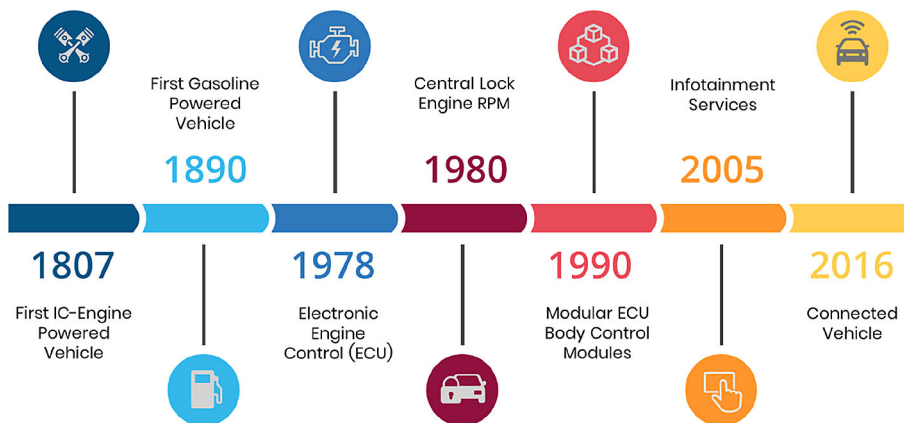 1807
First IC-Engine
Powered
Vehicle
First Gasoline
Powered
Vehicle
1890
1978
Electronic
Engine
Control (ECU)
Central Lock
Engine RPM
1980
1990
Modular ECU
Body Control
Modules
Infotainment
Services
2005
2016
Connected
Vehicle